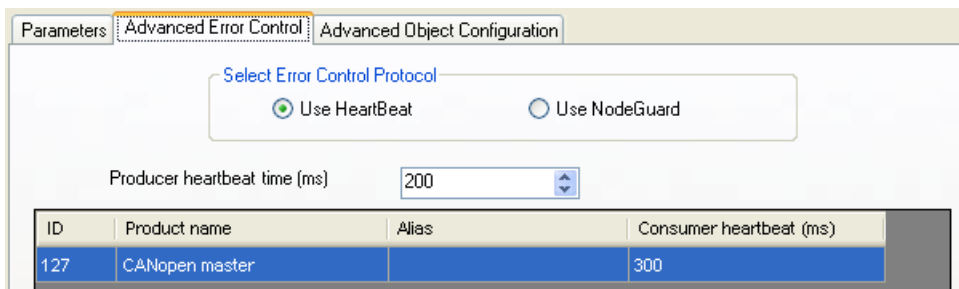 Parameters Advanced Error Control Advanced Object Configuration
Select Error Control Protocol
Use HeartBeat Use NodeGuard
Producer heartbeat time (ms) 200
ID Product name Alias Consumer heartbeat (ms)
127 CANopen master 300